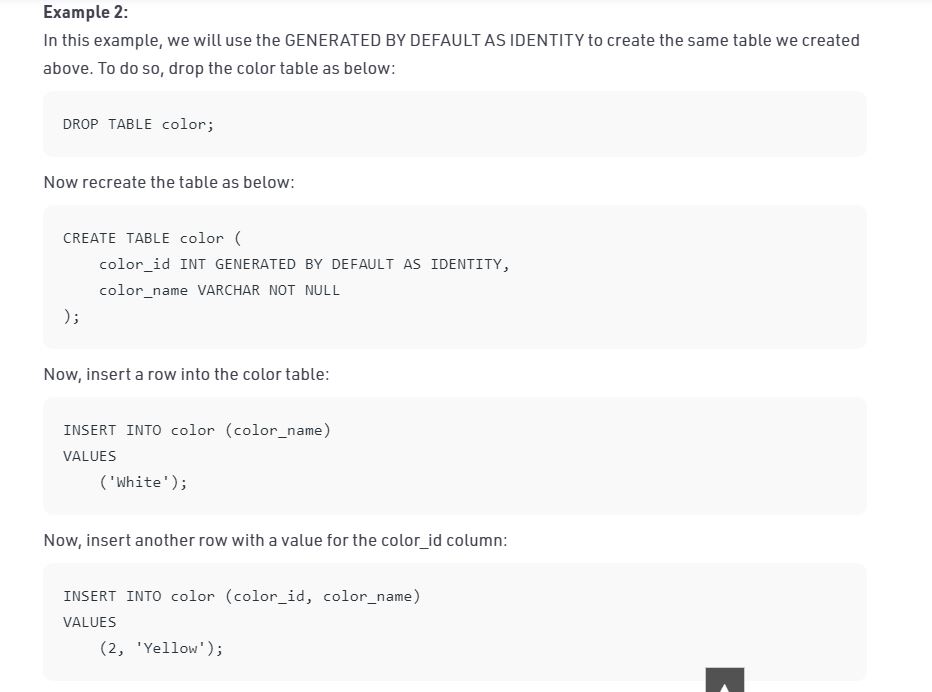 Example 2:
In this example, we will use the GENERATED BY DEFAULT AS IDENTITY to create the same table we created
above. To do so, drop the color table as below:
DROP TABLE color;
Now recreate the table as below:
CREATE TABLE color (
    color_id INT GENERATED BY DEFAULT AS IDENTITY,
    color_name VARCHAR NOT NULL
);
Now, insert a row into the color table:
INSERT INTO color (color_name)
VALUES
    ('White');
Now, insert another row with a value for the color_id column:
INSERT INTO color (color_id, color_name)
VALUES
    (2, 'Yellow');